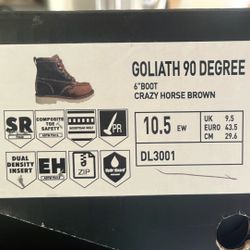 GOLIATH 90 DEGREE
6"BOOT
CRAZY HORSE BROWN
SR
COMPOSITE
TOE SAFETY
PR
10.5 EW
UK 9.5
EURO 43.5
CM 29.6
DUAL
DENSITY
INSERT
EH
ZIP
DL3001